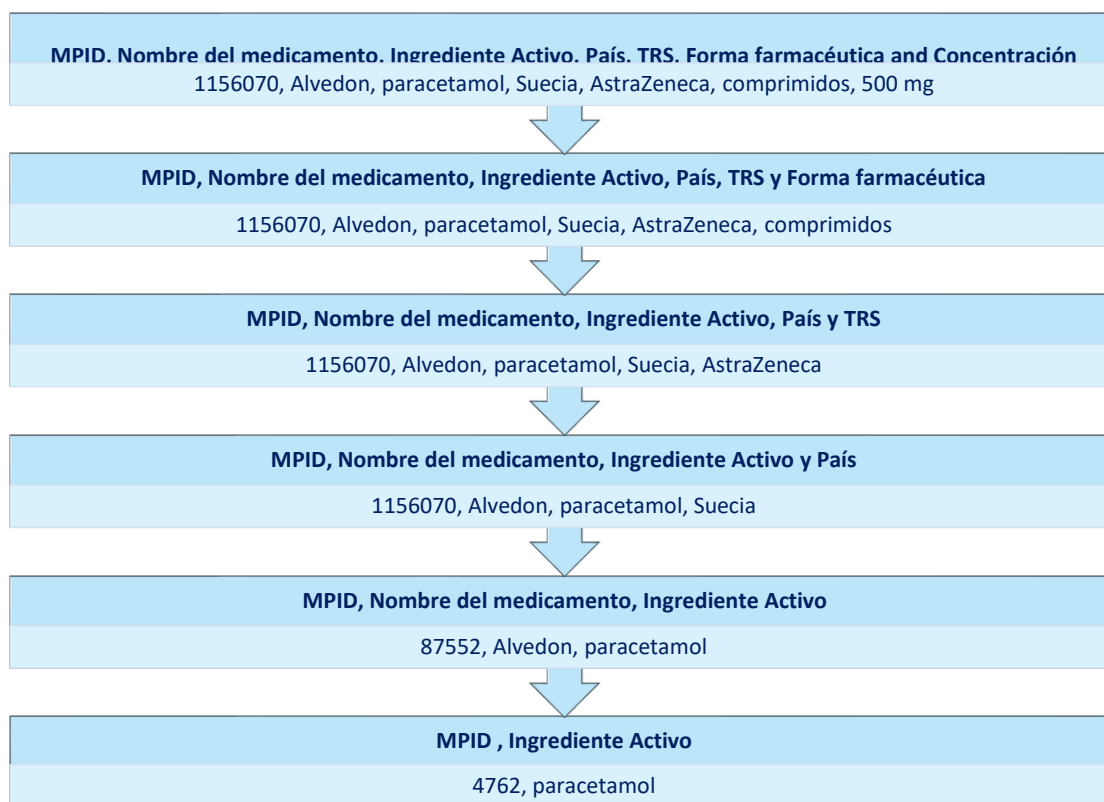 MPID, Nombre del medicamento, Ingrediente Activo, País, TRS, Forma farmacéutica and Concentración
1156070, Alvedon, paracetamol, Suecia, AstraZeneca, comprimidos, 500 mg
MPID, Nombre del medicamento, Ingrediente Activo, País, TRS y Forma farmacéutica
1156070, Alvedon, paracetamol, Suecia, AstraZeneca, comprimidos
MPID, Nombre del medicamento, Ingrediente Activo, País y TRS
1156070, Alvedon, paracetamol, Suecia, AstraZeneca
MPID, Nombre del medicamento, Ingrediente Activo y País
1156070, Alvedon, paracetamol, Suecia
MPID, Nombre del medicamento, Ingrediente Activo
87552, Alvedon, paracetamol
MPID , Ingrediente Activo
4762, paracetamol